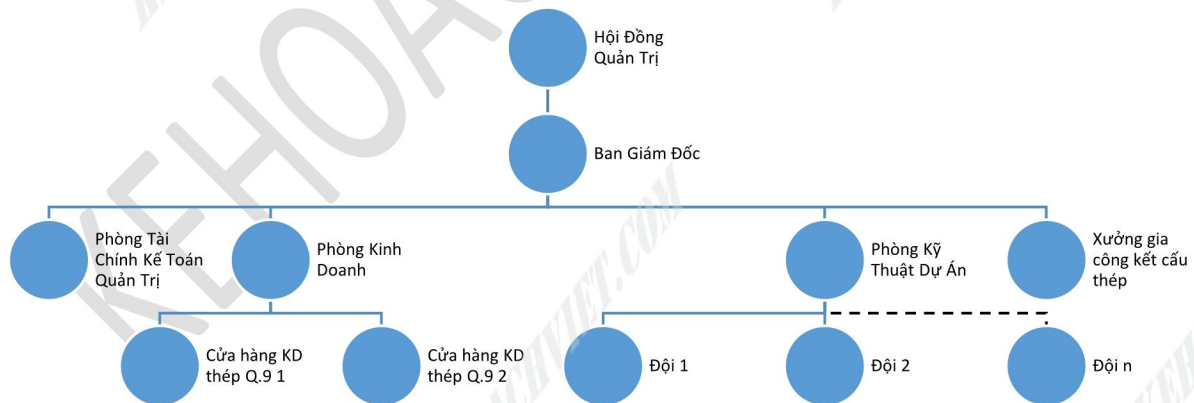 Hội Đồng
Quản Trị
Ban Giám Đốc
Phòng Tài
Chính Kế Toán
Quản Trị
Phòng Kinh
Doanh
Phòng Kỹ
Thuật Dự Án
Xưởng gia
công kết cấu
thép
Cửa hàng KD
thép Q.9 1
Cửa hàng KD
thép Q.9 2
Đội 1
Đội 2
Đội n